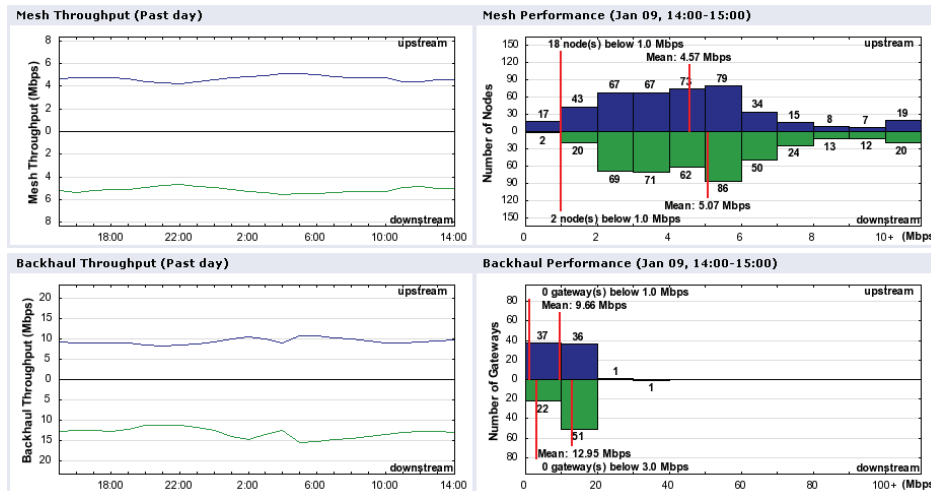 Mesh Throughput (Past day)
8
6
4
2
0
2
4
6
8
Mesh Throughput (Mbps)
upstream
downstream
18:00 22:00 2:00 6:00 10:00 14:00
Mesh Performance (Jan 09, 14:00-15:00)
150
120
90
60
30
0
30
60
90
120
150
Number of Nodes
18 node(s) below 1.0 Mbps
upstream
Mean: 4.57 Mbps
17 43 67 67 73 79 34 15 8 7 19
2 20 69 71 62 86 50 24 13 12 20
Mean: 5.07 Mbps
2 node(s) below 1.0 Mbps
downstream
0 2 4 6 8 10+ (Mbps
Backhaul Throughput (Past day)
20
15
10
5
0
5
10
15
20
Backhaul Throughput (Mbps)
upstream
downstream
18:00 22:00 2:00 6:00 10:00 14:00
Backhaul Performance (Jan 09, 14:00-15:00)
80
60
40
20
0
20
40
60
80
Number of Gateways
0 gateway(s) below 1.0 Mbps
upstream
Mean: 9.66 Mbps
37 36 1
22 51 1
Mean: 12.95 Mbps
0 gateway(s) below 3.0 Mbps
downstream
0 20 40 60 80 100+ (Mbps